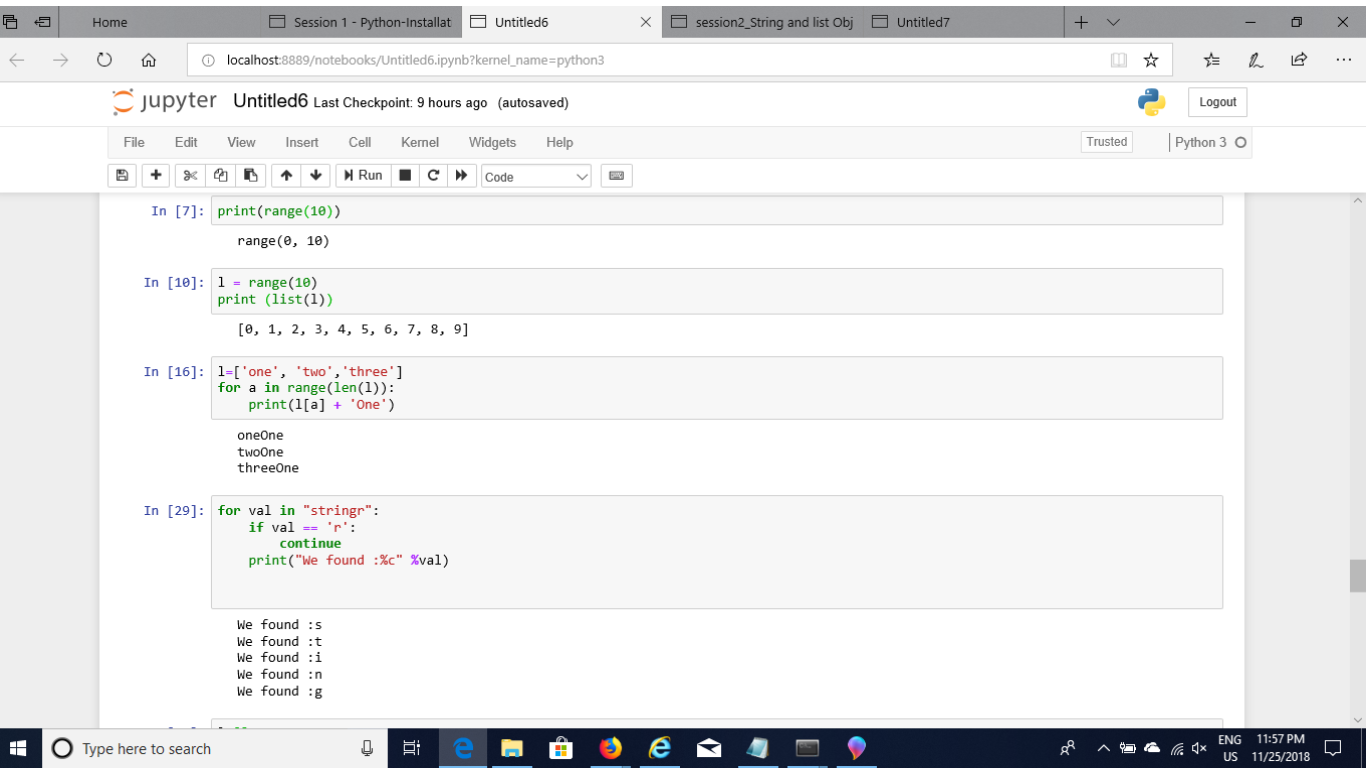 Home
Session 1 - Python-Installat
Untitled6
session2_String and list Obj
Untitled7
localhost:8889/notebooks/Untitled6.ipynb?kernel_name=python3
jupyter Untitled6 Last Checkpoint: 9 hours ago (autosaved)
Logout
File Edit View Insert Cell Kernel Widgets Help
Trusted
Python 3
Run
Code
In [7]: print(range(10))
range(0, 10)
In [10]: l = range(10)
print (list(l))
[0, 1, 2, 3, 4, 5, 6, 7, 8, 9]
In [16]: l=['one', 'two','three']
for a in range(len(l)):
    print(l[a] + 'One')
oneOne
twoOne
threeOne
In [29]: for val in "stringr":
    if val == 'r':
        continue
    print("We found :%c" %val)
We found :s
We found :t
We found :i
We found :n
We found :g
Type here to search
ENG
US
11:57 PM
11/25/2018